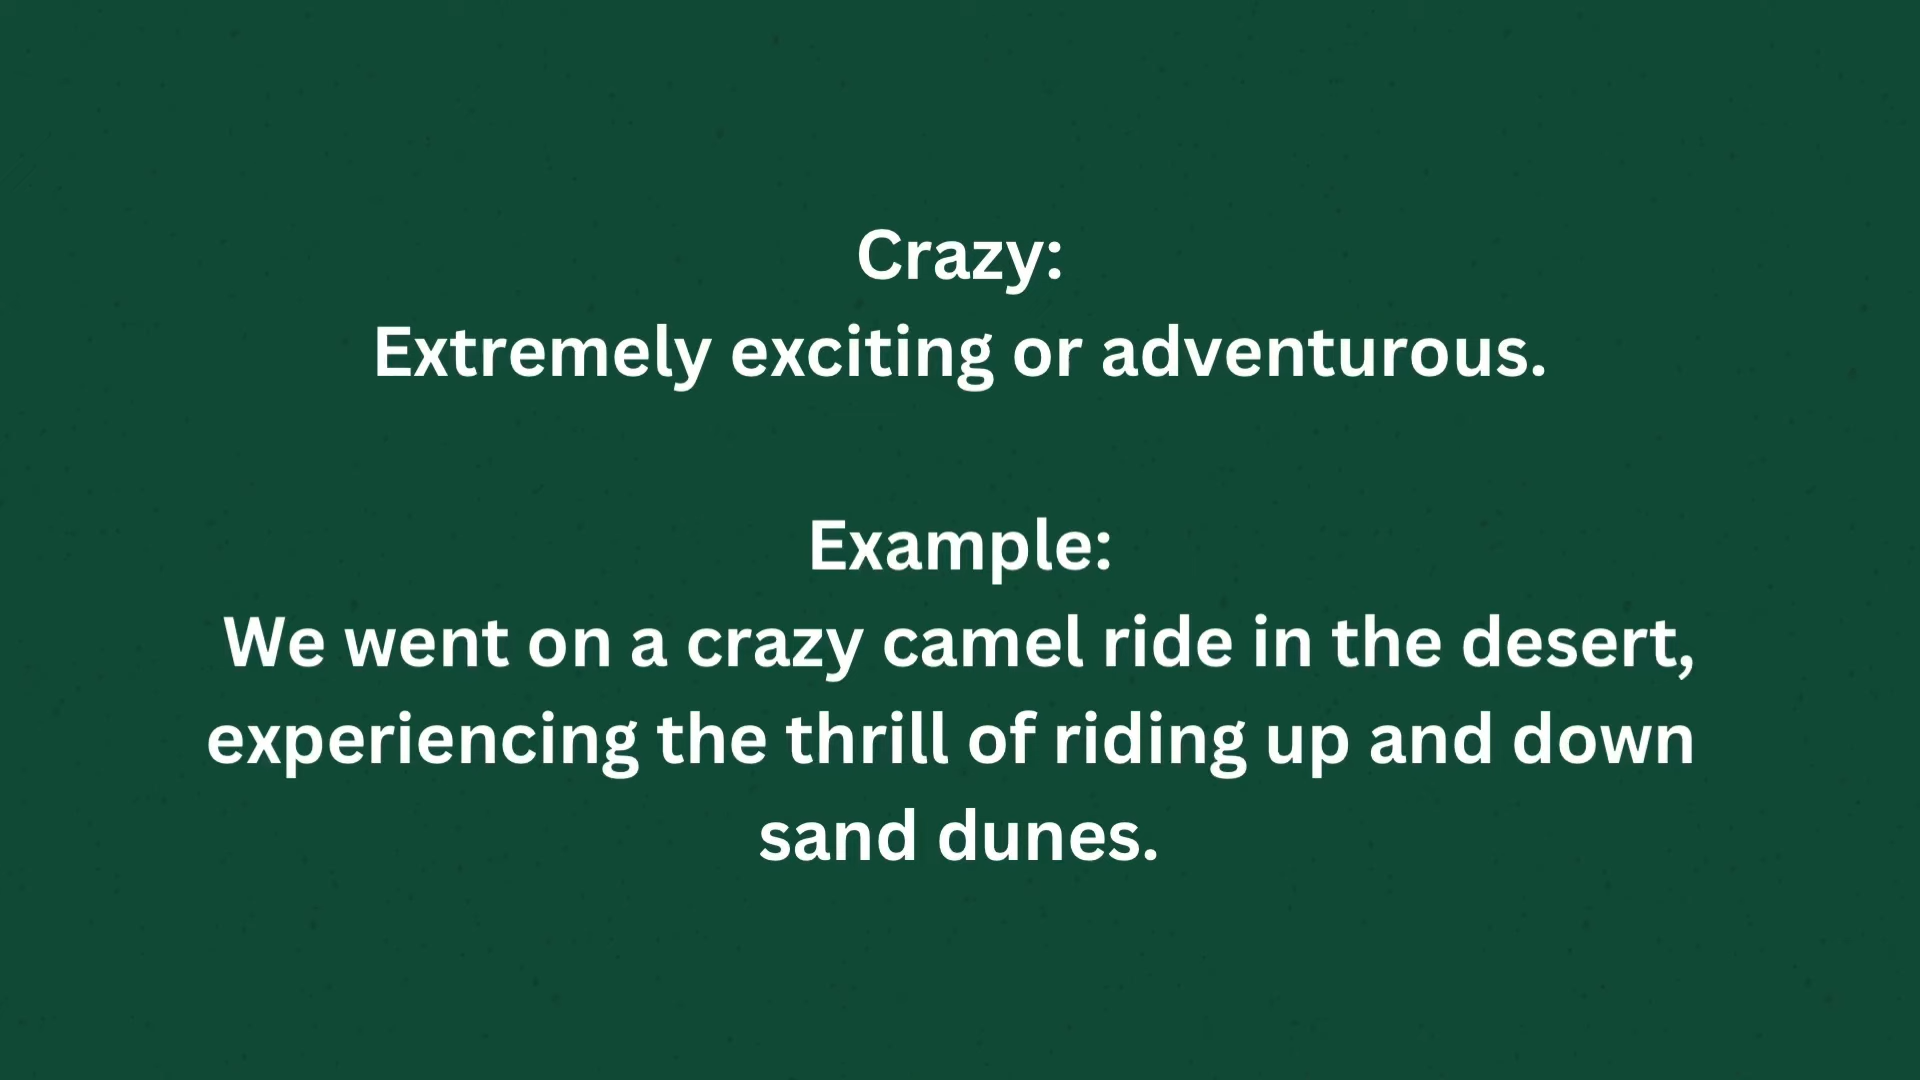 Crazy:
Extremely exciting or adventurous.
Example:
We went on a crazy camel ride in the desert,
experiencing the thrill of riding up and down
sand dunes.